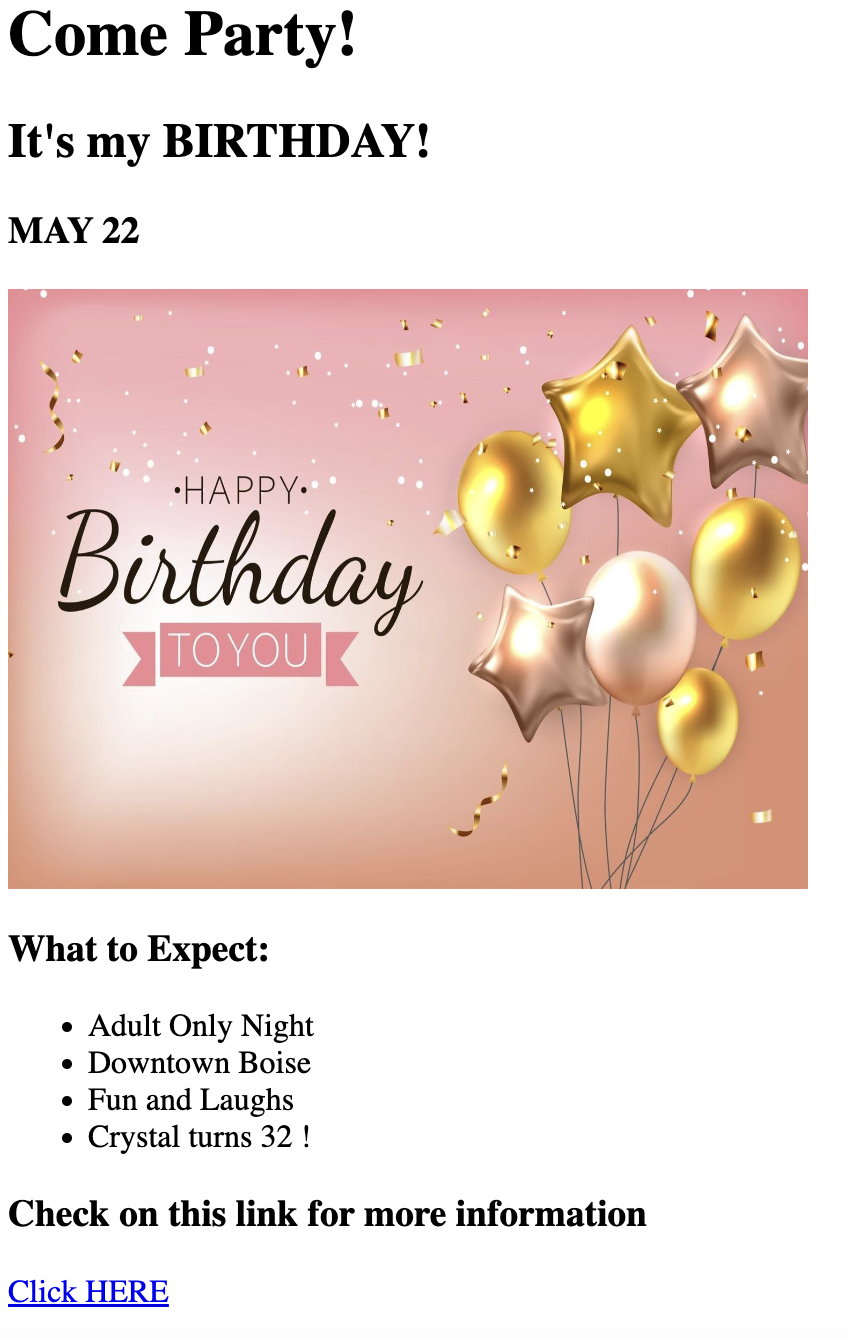 Come Party!
It's my BIRTHDAY!
MAY 22
•HAPPY•
Birthday
TO YOU
What to Expect:
• Adult Only Night
• Downtown Boise
• Fun and Laughs
• Crystal turns 32 !
Check on this link for more information
Click HERE